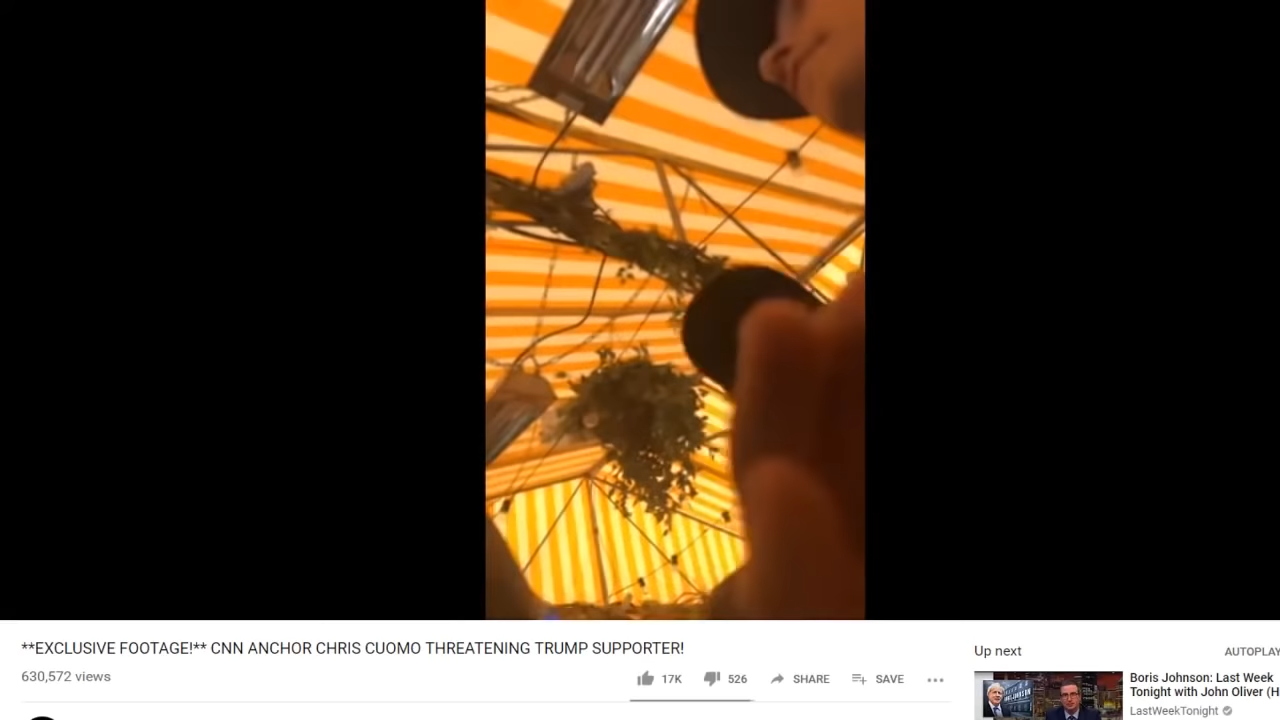 **EXCLUSIVE FOOTAGE!** CNN ANCHOR CHRIS CUOMO THREATENING TRUMP SUPPORTER!
630,572 views
17K
526
SHARE
SAVE
Up next
AUTOPLAY
Boris Johnson: Last Week
Tonight with John Oliver (H
LastWeekTonight